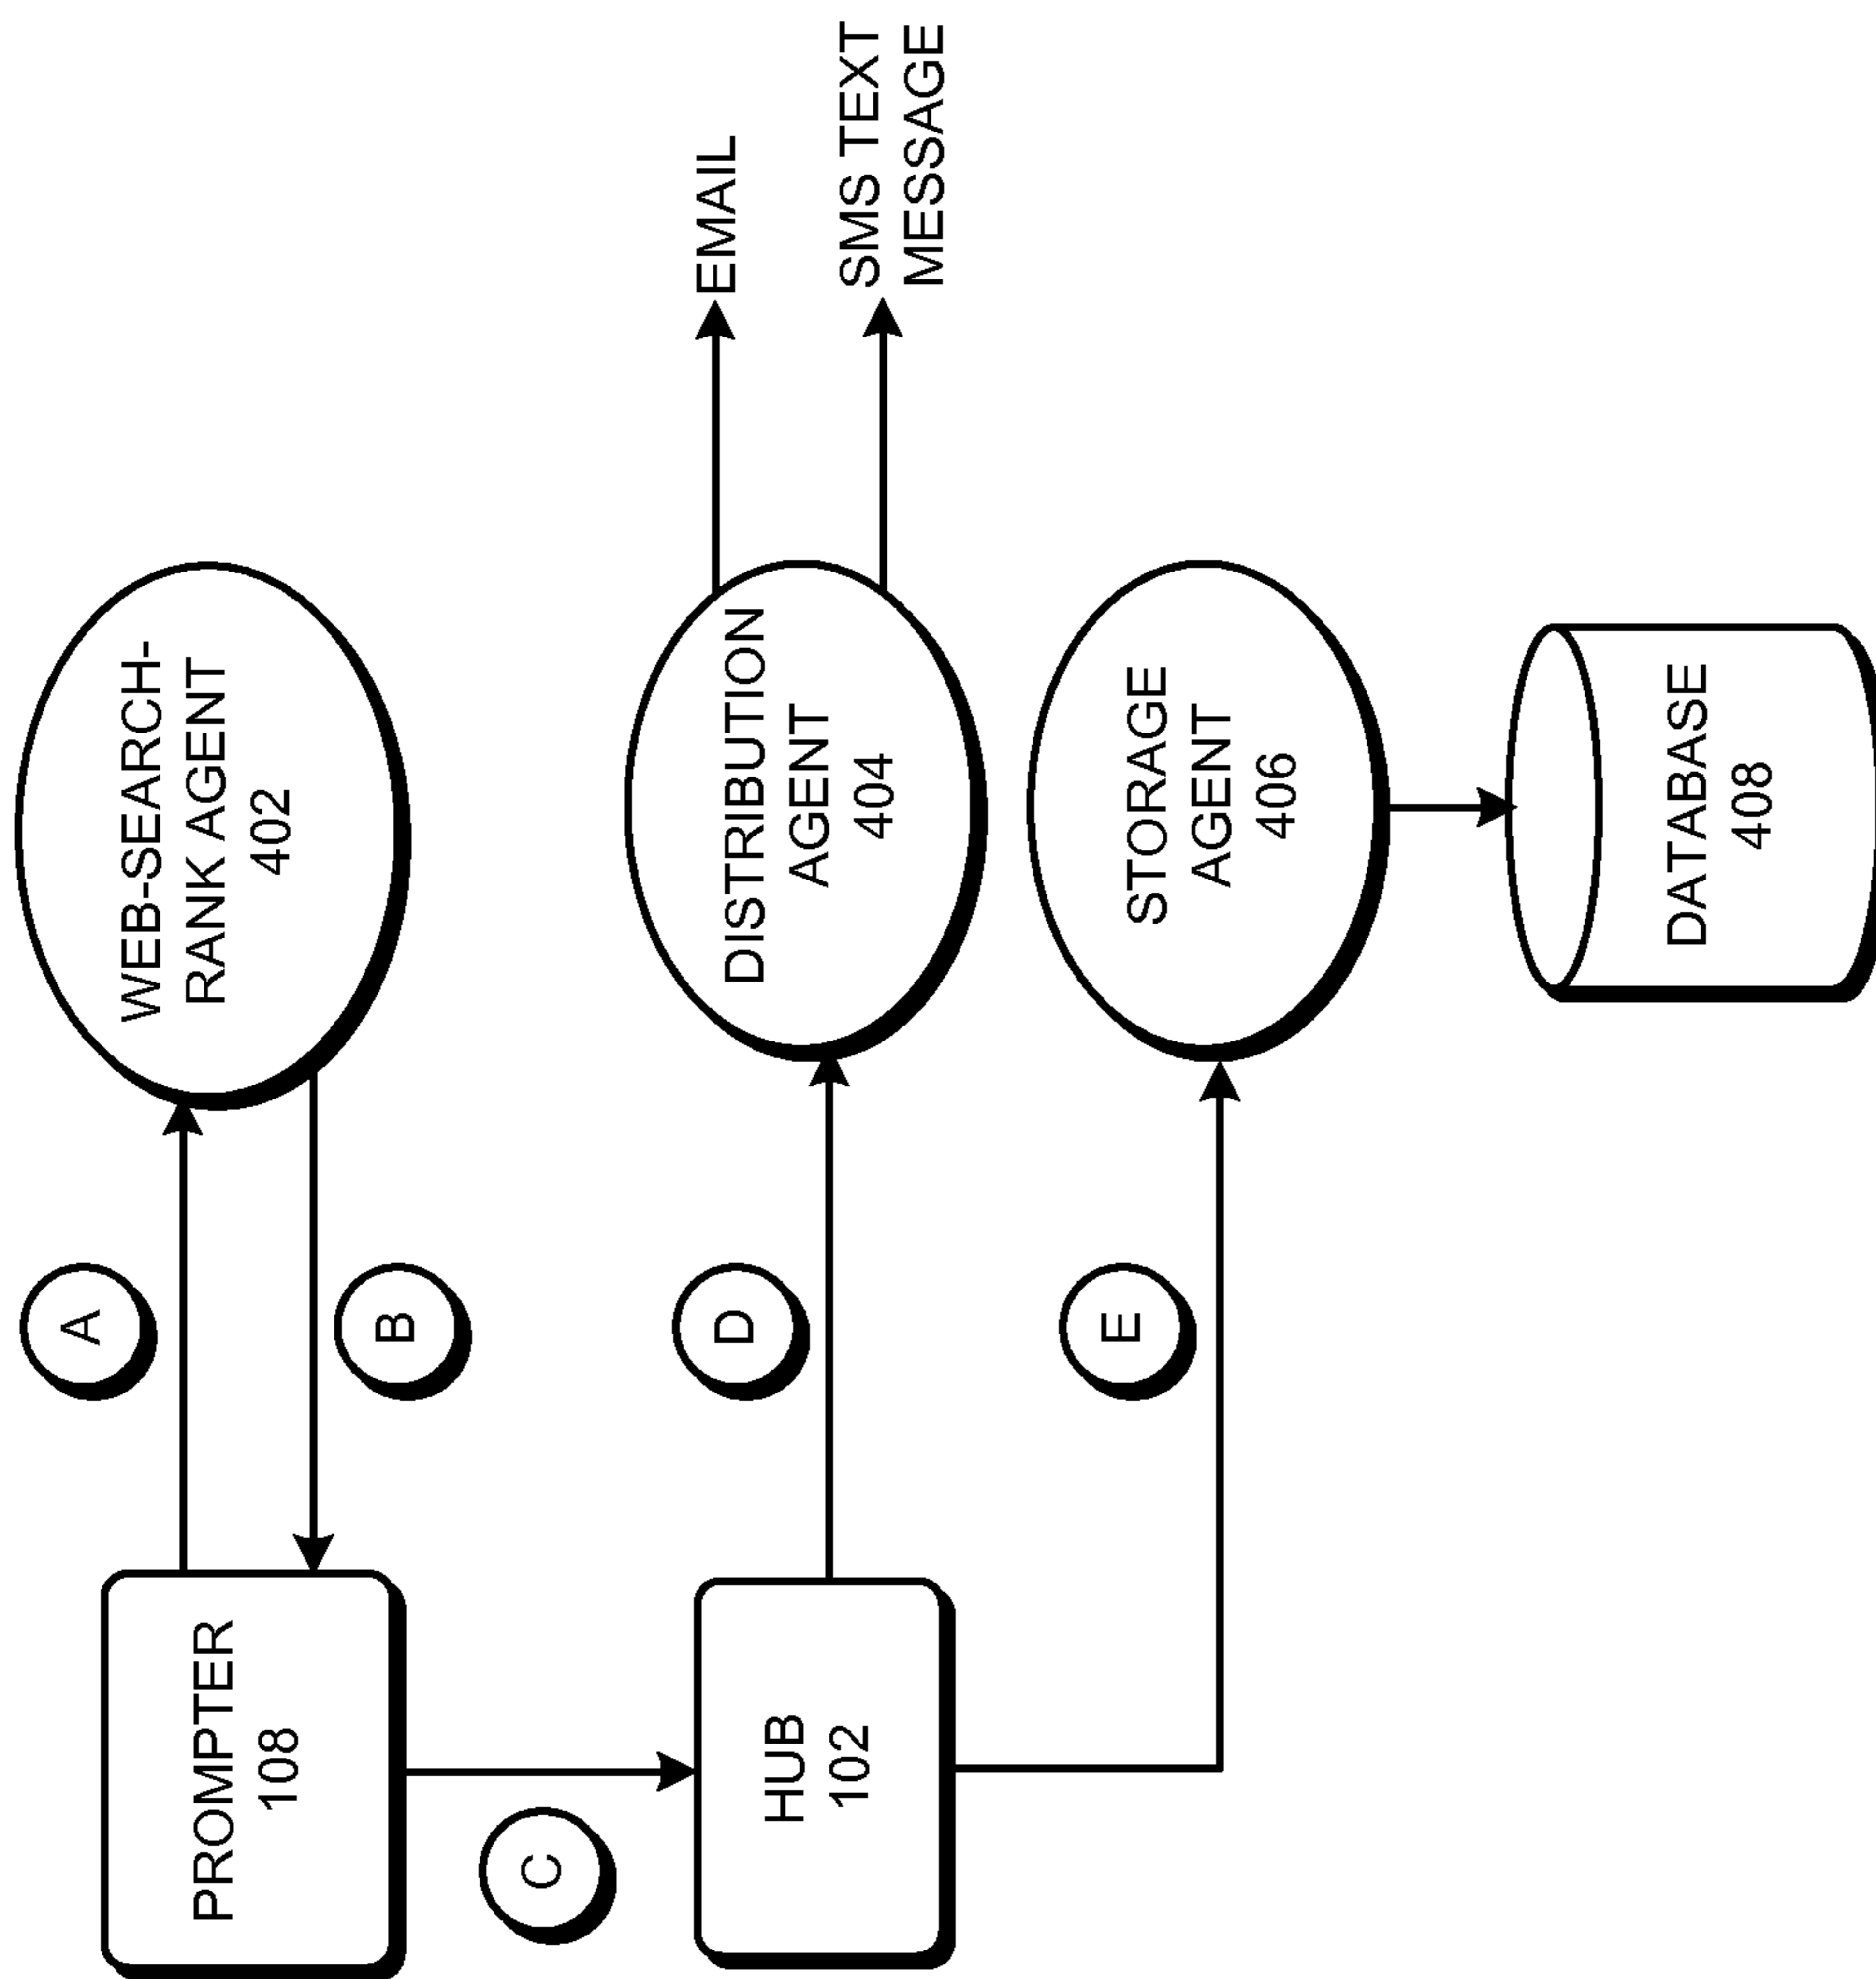 PROMPTER
108
A
B
WEB-SEARCH-
RANK AGENT
402
C
HUB
102
D
DISTRIBUTION
AGENT
404
EMAIL
SMS TEXT
MESSAGE
E
STORAGE
AGENT
406
DATABASE
408